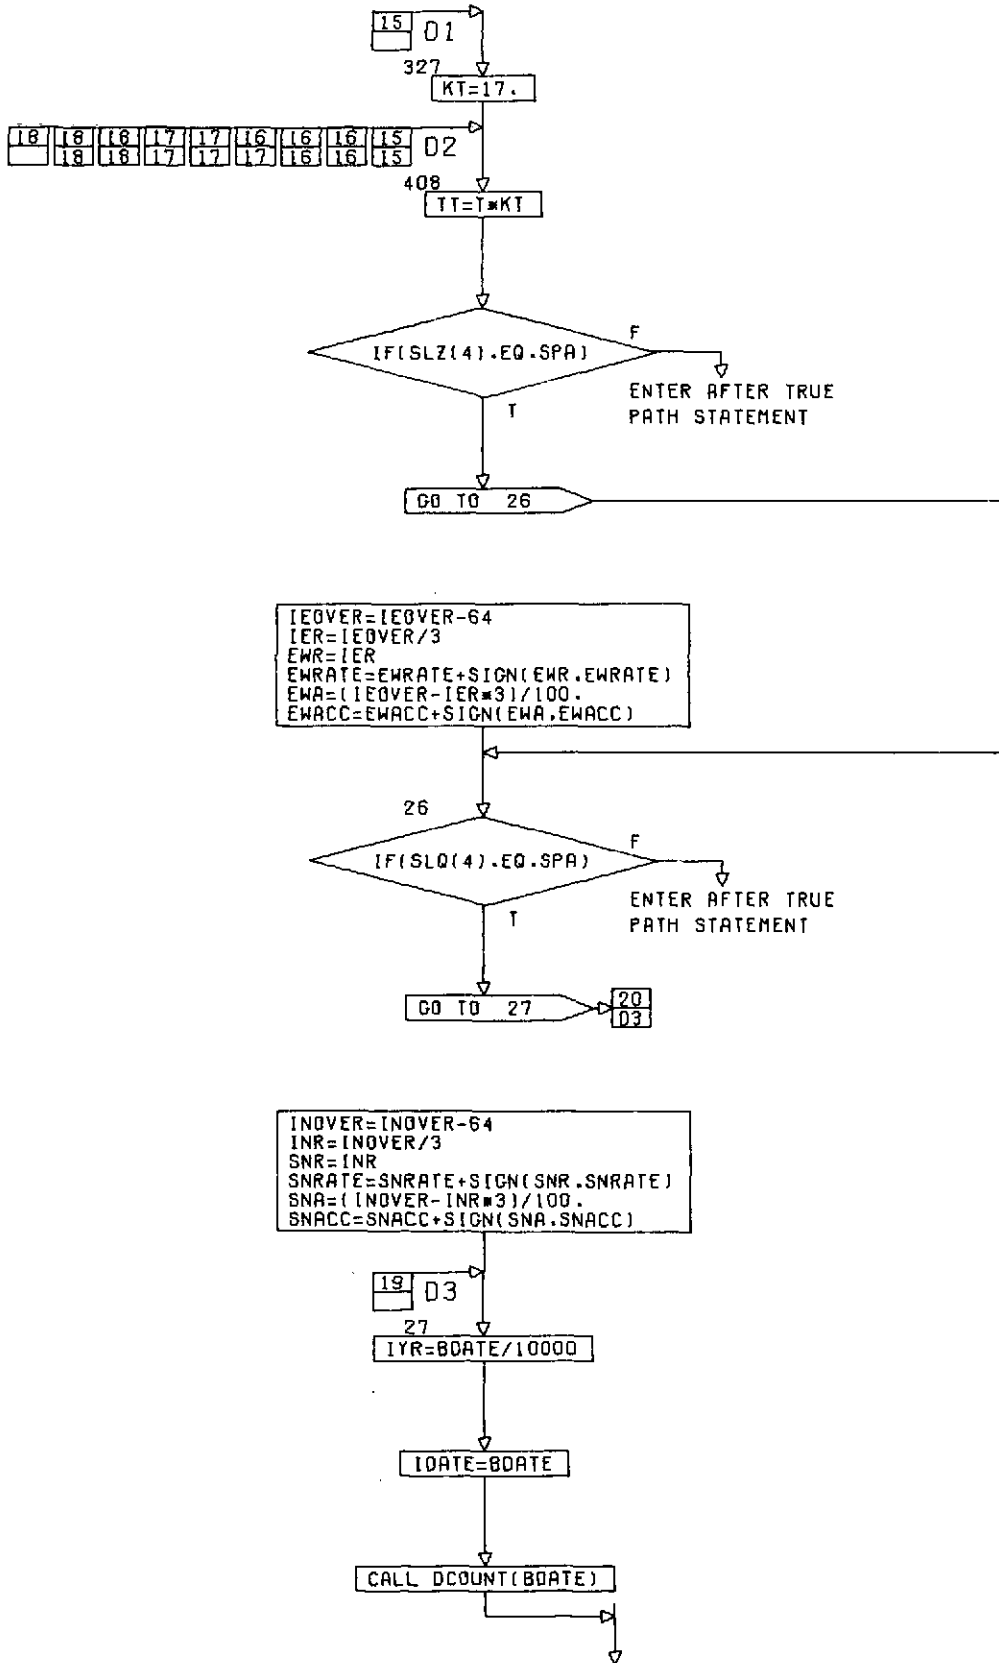 15 D1
327
KT=17.
18 18 18 17 17 16 16 16 15 D2
18 18 17 17 17 16 16 15
408
TT=T*KT
IF(SLZ(4).EQ.SPA)
F
T
ENTER AFTER TRUE
PATH STATEMENT
GO TO 26
IEOVER=IEOVER-64
IER=IEOVER/3
EWR=IER
EWRATE=EWRATE+SIGN(EWR,EWRATE)
EWA=(IEOVER-IER*3)/100.
EWACC=EWACC+SIGN(EWA,EWACC)
26
IF(SLQ(4).EQ.SPA)
F
T
ENTER AFTER TRUE
PATH STATEMENT
GO TO 27
20
D3
INOVER=INOVER-64
INR=INOVER/3
SNR=INR
SNRATE=SNRATE+SIGN(SNR,SNRATE)
SNA=(INOVER-INR*3)/100.
SNACC=SNACC+SIGN(SNA,SNACC)
19 D3
27
IYR=BDATE/10000
IDATE=BDATE
CALL DCOUNT(BDATE)